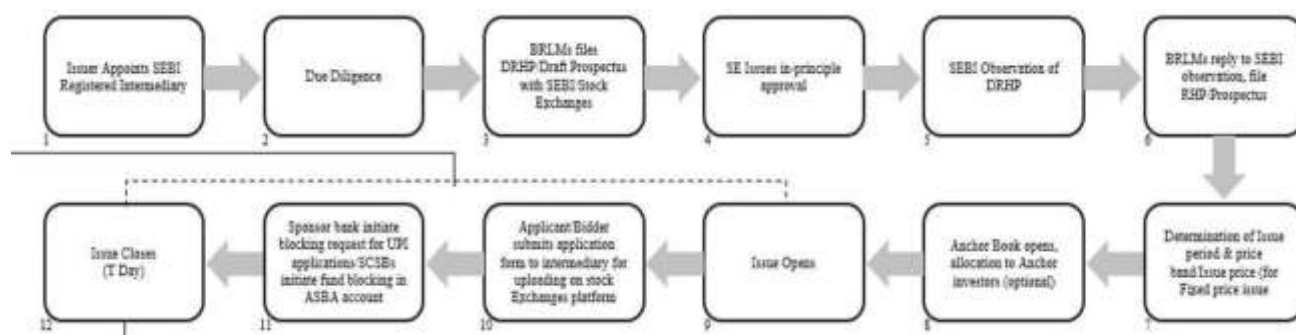 Issuer Appoints SEBI
Registered Intermediary
1
Due Diligence
2
BRLMs files
DRHP/Draft Prospectus
with SEBI Stock
Exchanges
3
SE Issues in-principle
approval
4
SEBI Observation of
DRHP
5
BRLMs reply to SEBI
observation, file
RHP/Prospectus
6
Determination of Issue
period & price
band/Issue price (for
Fixed price issue
7
Anchor Book opens,
allocation to Anchor
investors (optional)
8
Issue Opens
9
Applicant/Bidder
submits application
form to intermediary for
uploading on stock
Exchanges platform
10
Sponsor bank initiate
blocking request for UPI
applications/SCSBs
initiate fund blocking in
ASBA account
11
Issue Closes
(T Day)
12